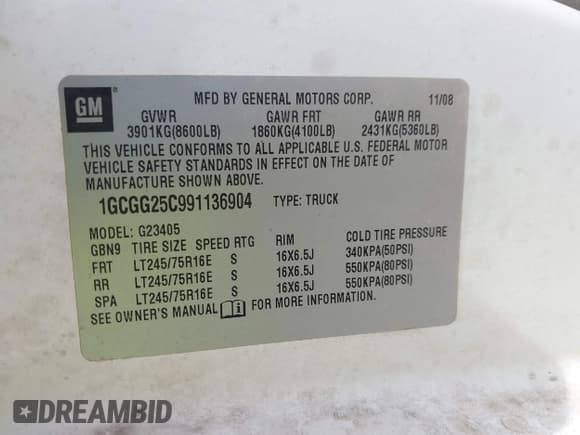 GM
MFD BY GENERAL MOTORS CORP. 11/08
GVWR GAWR FRT GAWR RR
3901KG(8600LB) 1860KG(4100LB) 2431KG(5360LB)
THIS VEHICLE CONFORMS TO ALL APPLICABLE U.S. FEDERAL MOTOR
VEHICLE SAFETY STANDARDS IN EFFECT ON THE DATE OF
MANUFACTURE SHOWN ABOVE.
1GCGG25C991136904 TYPE: TRUCK
MODEL: G23405
GBN9 TIRE SIZE SPEED RTG RIM COLD TIRE PRESSURE
FRT LT245/75R16E S 16X6.5J 340KPA(50PSI)
RR LT245/75R16E S 16X6.5J 550KPA(80PSI)
SPA LT245/75R16E S 16X6.5J 550KPA(80PSI)
SEE OWNER'S MANUAL FOR MORE INFORMATION.
DREAMBID